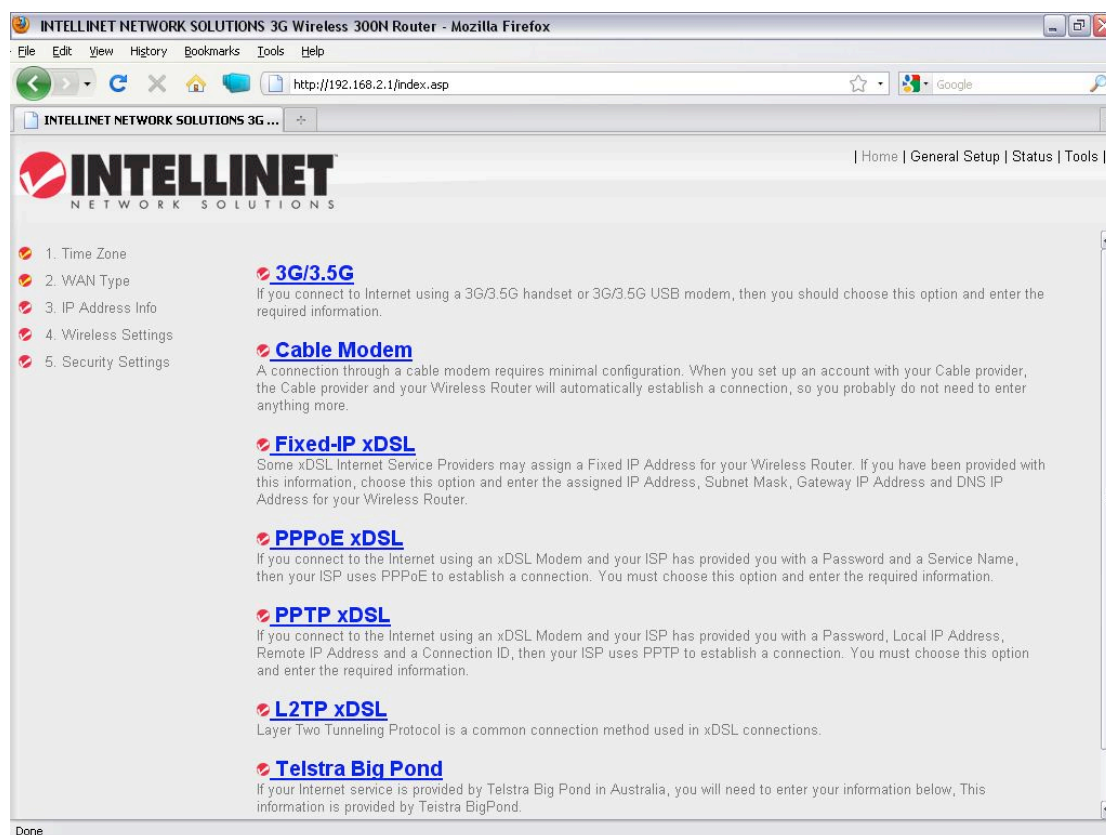 INTELLINET NETWORK SOLUTIONS 3G Wireless 300N Router - Mozilla Firefox
File Edit View History Bookmarks Tools Help
http://192.168.2.1/index.asp
Google
INTELLINET NETWORK SOLUTIONS 3G ...
INTELLINET
NETWORK SOLUTIONS
| Home | General Setup | Status | Tools |
1. Time Zone
2. WAN Type
3. IP Address Info
4. Wireless Settings
5. Security Settings
3G/3.5G
If you connect to Internet using a 3G/3.5G handset or 3G/3.5G USB modem, then you should choose this option and enter the
required information.
Cable Modem
A connection through a cable modem requires minimal configuration. When you set up an account with your Cable provider,
the Cable provider and your Wireless Router will automatically establish a connection, so you probably do not need to enter
anything more.
Fixed-IP xDSL
Some xDSL Internet Service Providers may assign a Fixed IP Address for your Wireless Router. If you have been provided with
this information, choose this option and enter the assigned IP Address, Subnet Mask, Gateway IP Address and DNS IP
Address for your Wireless Router.
PPPoE xDSL
If you connect to the Internet using an xDSL Modem and your ISP has provided you with a Password and a Service Name,
then your ISP uses PPPoE to establish a connection. You must choose this option and enter the required information.
PPTP xDSL
If you connect to the Internet using an xDSL Modem and your ISP has provided you with a Password, Local IP Address,
Remote IP Address and a Connection ID, then your ISP uses PPTP to establish a connection. You must choose this option
and enter the required information.
L2TP xDSL
Layer Two Tunneling Protocol is a common connection method used in xDSL connections.
Telstra Big Pond
If your Internet service is provided by Telstra Big Pond in Australia, you will need to enter your information below, This
information is provided by Teistra BigPond.
Done